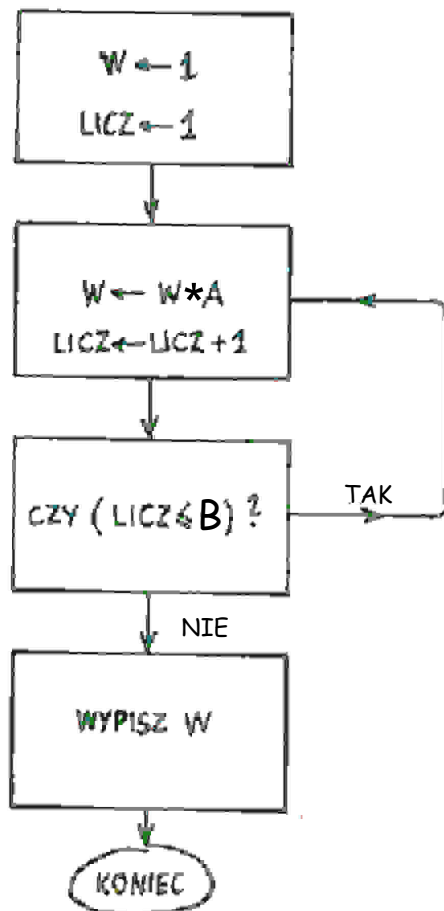 W ← 1
LICZ ← 1
W ← W*A
LICZ ← LICZ + 1
CZY ( LICZ ≤ B ) ?
TAK
NIE
WYPISZ W
KONIEC